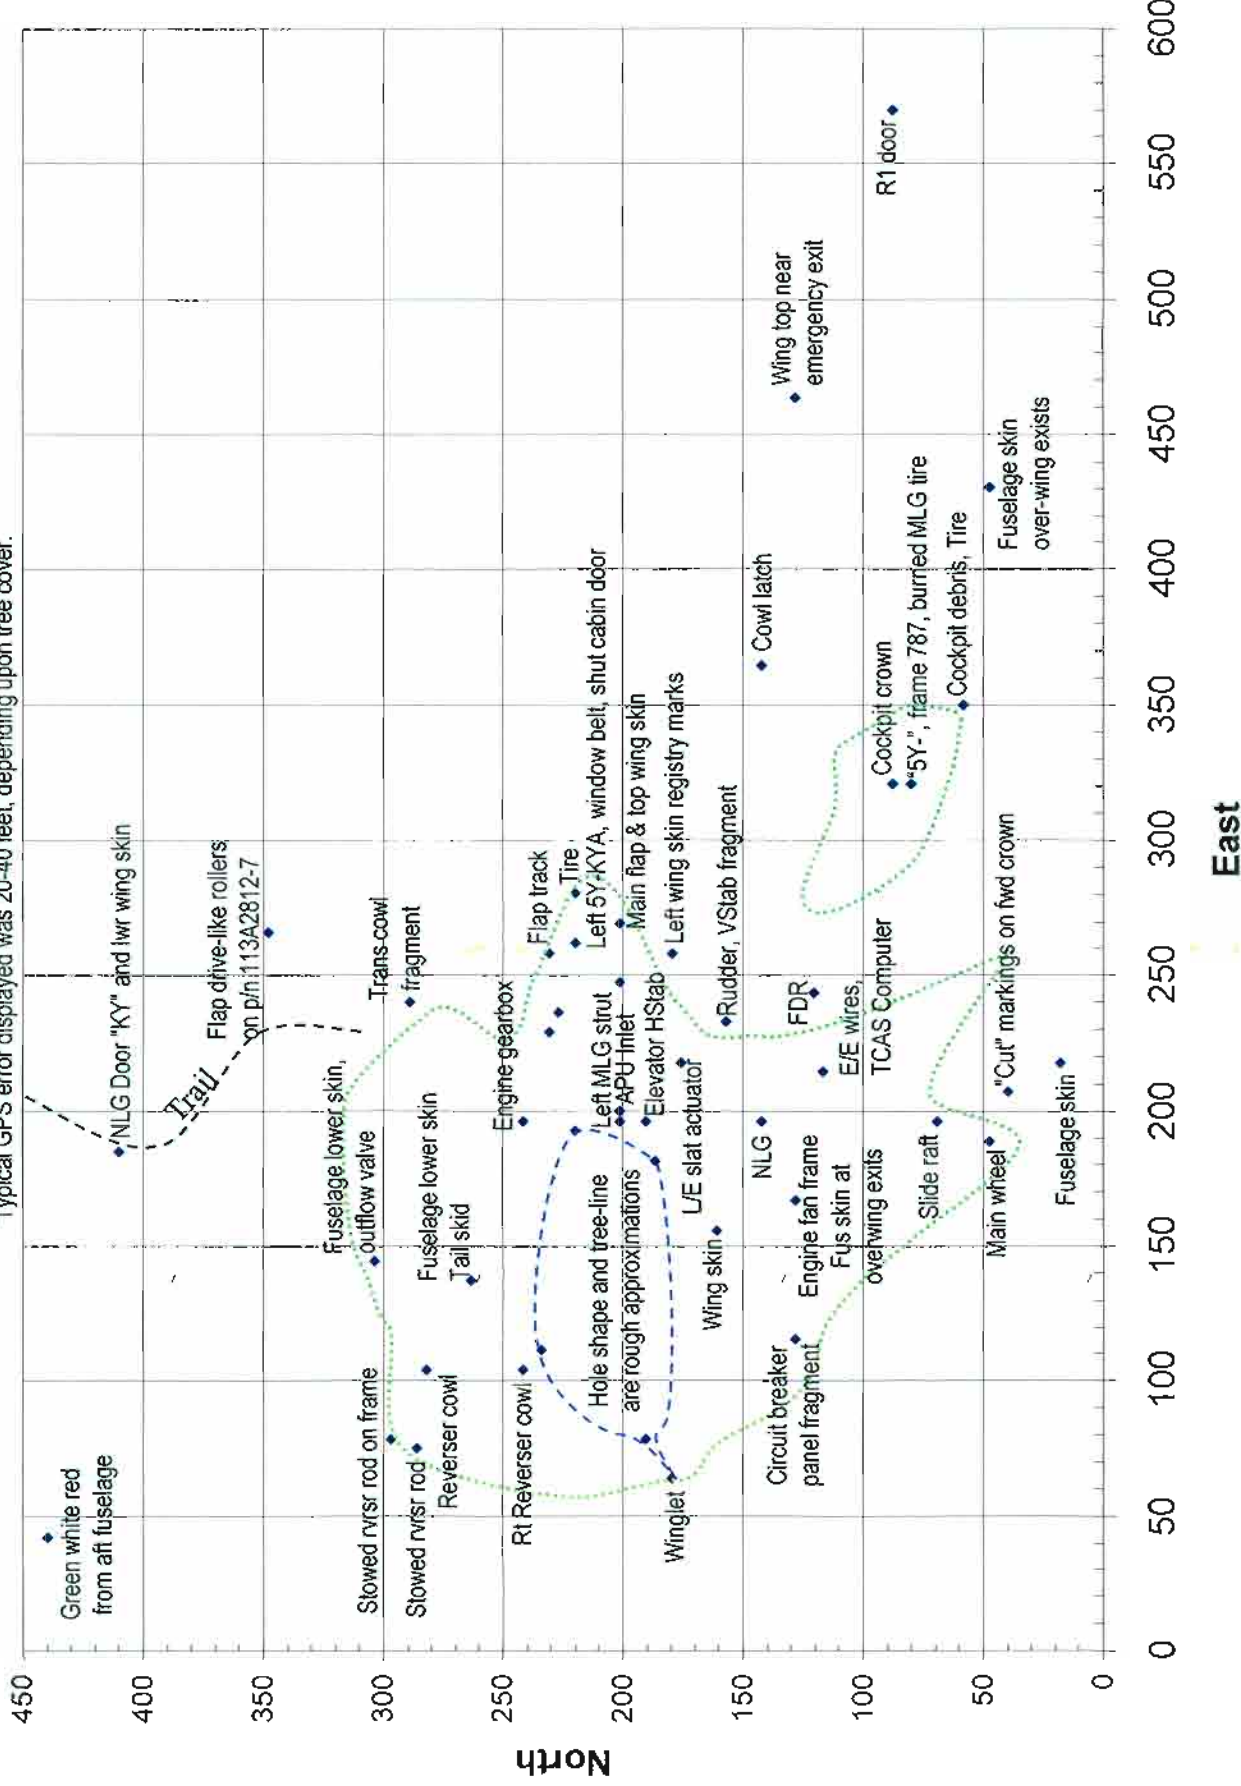 Typical GPS error displayed was 20-40 feet, depending upon tree cover.
450
400
350
300
250
200
150
100
50
0
North
0
50
100
150
200
250
300
350
400
450
500
550
600
East
Green white red
from aft fuselage
NLG Door "KY" and lwr wing skin
Trail
Flap drive-like rollers
on p/n 113A2812-7
Fuselage lower skin,
outflow valve
Trans-cowl
fragment
Stowed rvrsr rod on frame
Stowed rvrsr rod
Reverser cowl
Fuselage lower skin
Tail skid
Engine gearbox
Rt Reverser cowl
Flap track
Tire
Left 5Y-KYA, window belt, shut cabin door
Main flap & top wing skin
Left MLG strut
APU Inlet
Elevator HStab
Left wing skin registry marks
Hole shape and tree-line
are rough approximations
L/E slat actuator
Winglet
Wing skin
Rudder, VStab fragment
NLG
Cowl latch
Wing top near
emergency exit
R1 door
FDR
E/E wires,
TCAS Computer
Engine fan frame
Fus skin at
overwing exits
Circuit breaker
panel fragment
Cockpit crown
"5Y-", frame 787, burried MLG tire
Cockpit debris, Tire
Fuselage skin
over-wing exists
Slide raft
Main wheel
"Cut" markings on fwd crown
Fuselage skin